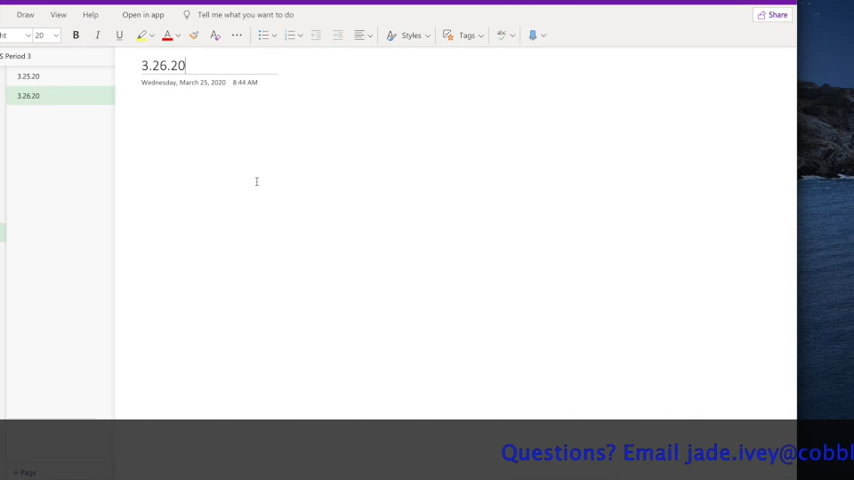 Draw View Help Open in app Tell me what you want to do Share
20 B I U A A abc Styles Tags
S Period 3
3.25.20
3.26.20
3.26.20
Wednesday, March 25, 2020 8:44 AM
Questions? Email jade.ivey@cobbl
+ Page